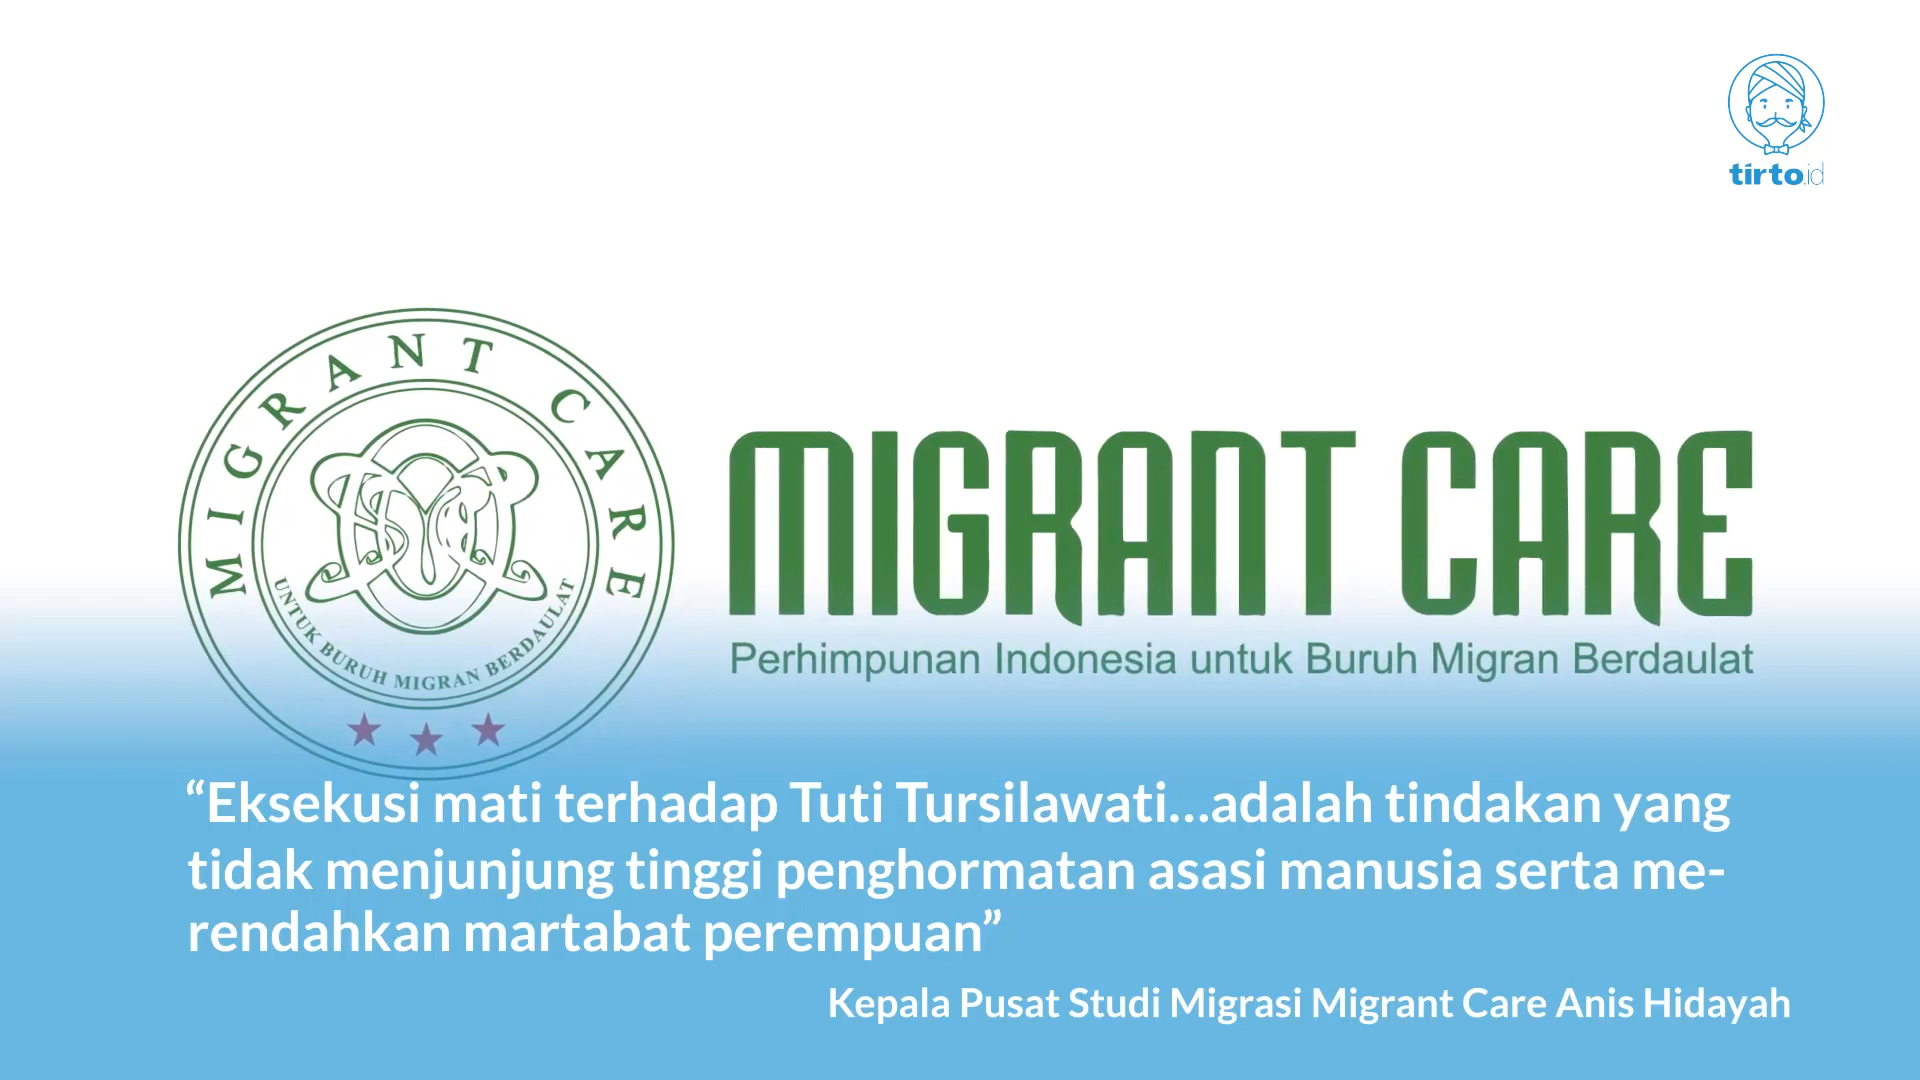 tirto.id
MIGRANT CARE
UNTUK BURUH MIGRAN BERDAULAT
MIGRANT CARE
Perhimpunan Indonesia untuk Buruh Migran Berdaulat
“Eksekusi mati terhadap Tuti Tursilawati...adalah tindakan yang
tidak menjunjung tinggi penghormatan asasi manusia serta me-
rendahkan martabat perempuan”
Kepala Pusat Studi Migrasi Migrant Care Anis Hidayah